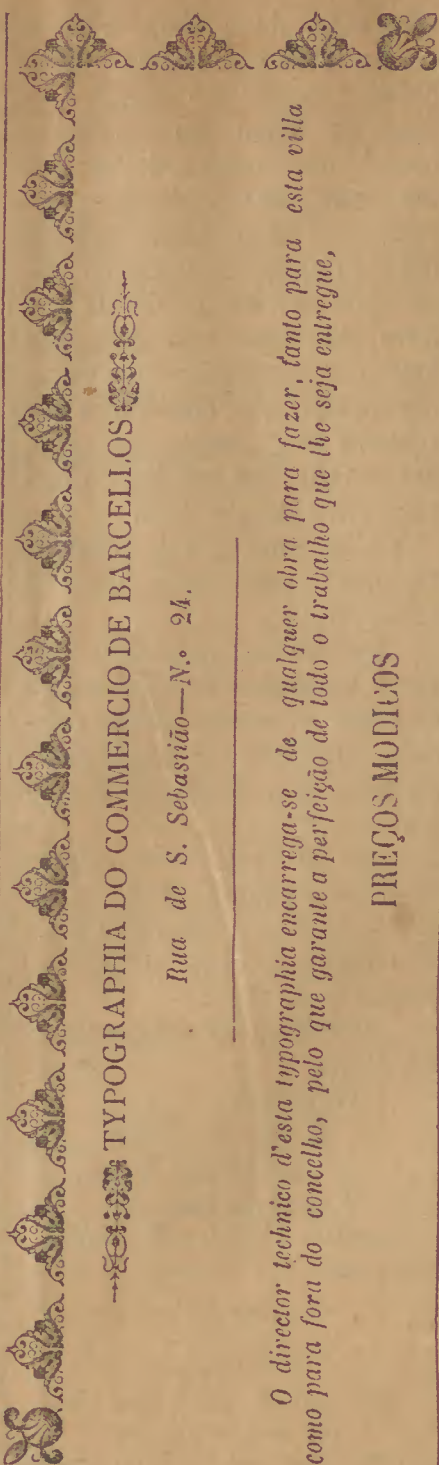 TYPOGRAPHIA DO COMMERCIO DE BARCELLOS
Rua de S. Sebastião—N.º 24.
O director technico d'esta typographia encarrega-se de qualquer obra para fazer, tanto para esta villa
como para fora do concelho, pelo que garante a perfeição de todo o trabalho que lhe seja entregue,
PREÇOS MODICOS